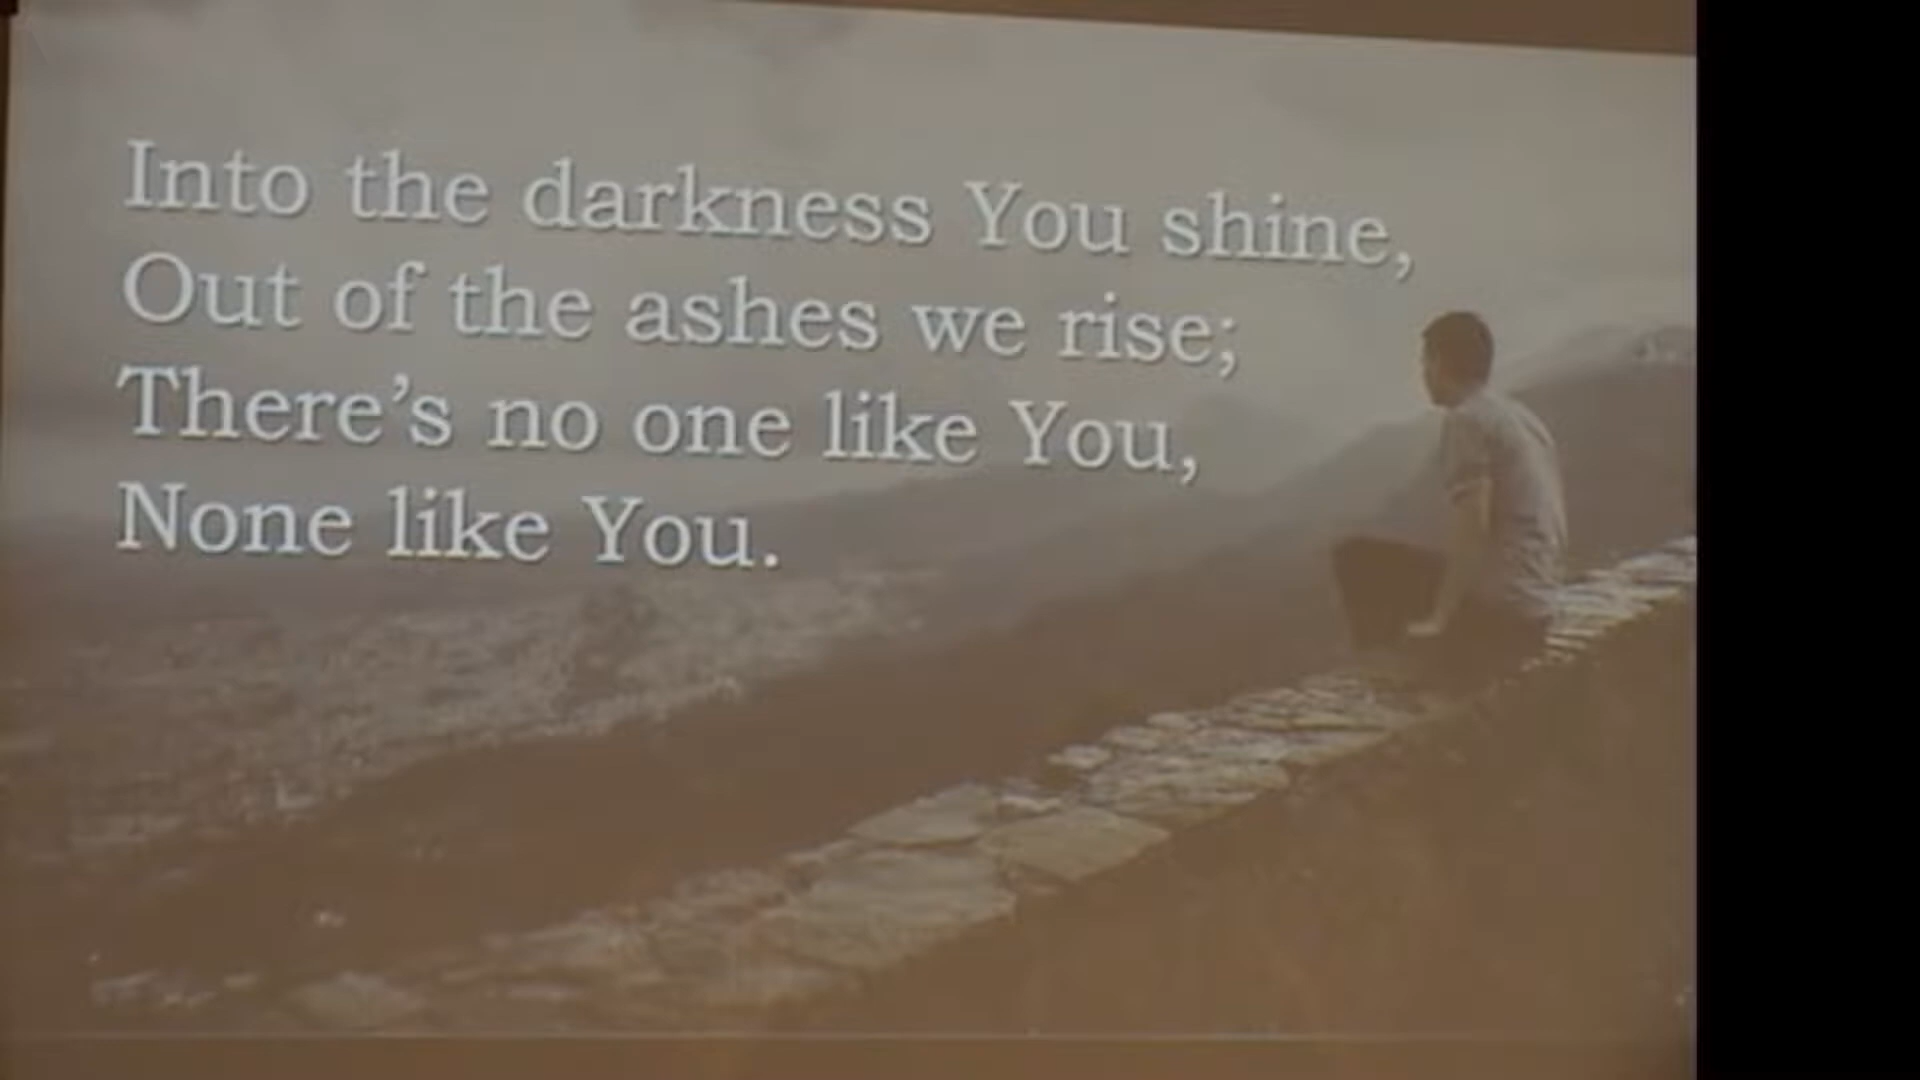 Into the darkness You shine,
Out of the ashes we rise;
There’s no one like You,
None like You.